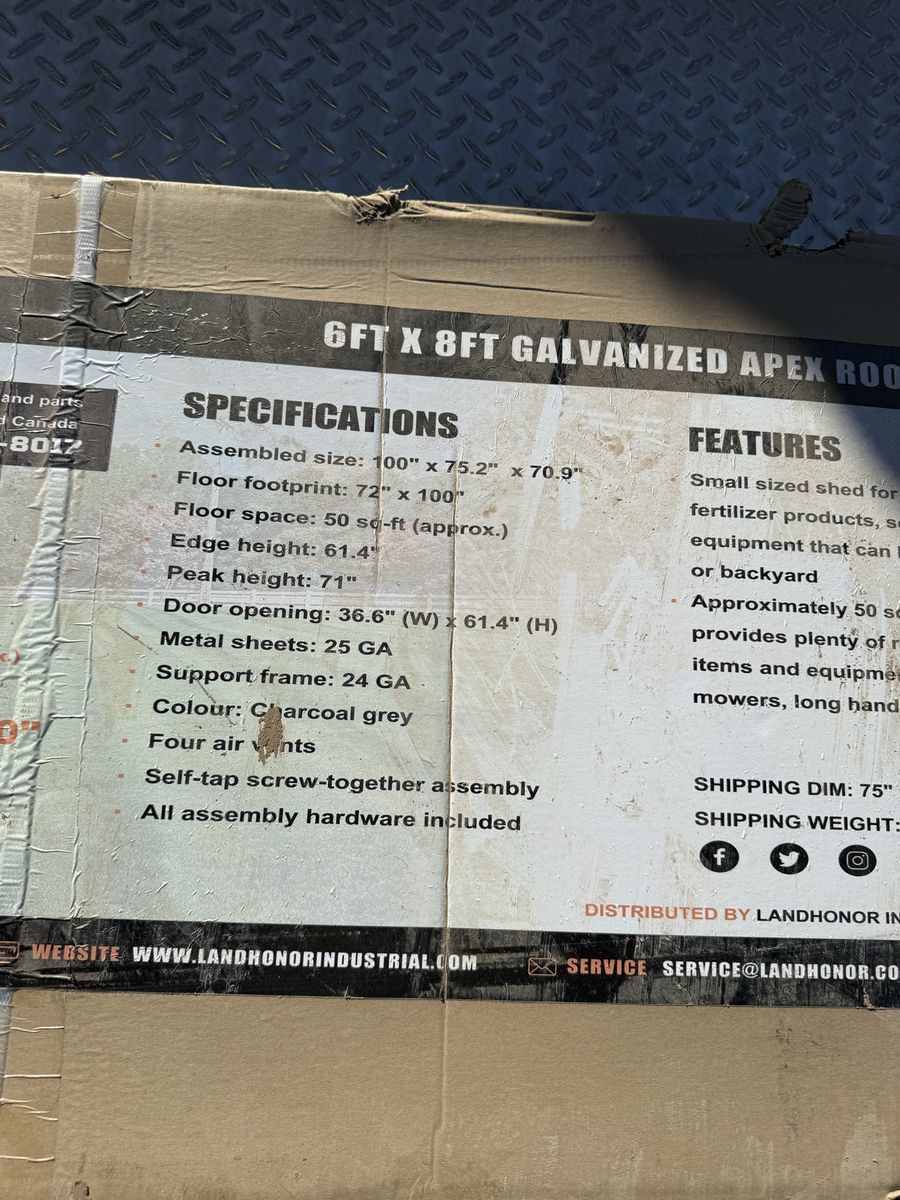 6FT X 8FT GALVANIZED APEX ROO
and parts
d Canada
-8017
SPECIFICATIONS
Assembled size: 100" x 75.2" x 70.9"
Floor footprint: 72" x 100"
Floor space: 50 sq-ft (approx.)
Edge height: 61.4"
Peak height: 71"
Door opening: 36.6" (W) x 61.4" (H)
Metal sheets: 25 GA
Support frame: 24 GA
Colour: Charcoal grey
Four air vents
Self-tap screw-together assembly
All assembly hardware included
FEATURES
Small sized shed for
fertilizer products, s
equipment that can
or backyard
Approximately 50 s
provides plenty of r
items and equipme
mowers, long hand
SHIPPING DIM: 75"
SHIPPING WEIGHT:
DISTRIBUTED BY LANDHONOR IN
WEBSITE WWW.LANDHONORINDUSTRIAL.COM
SERVICE SERVICE@LANDHONOR.CO